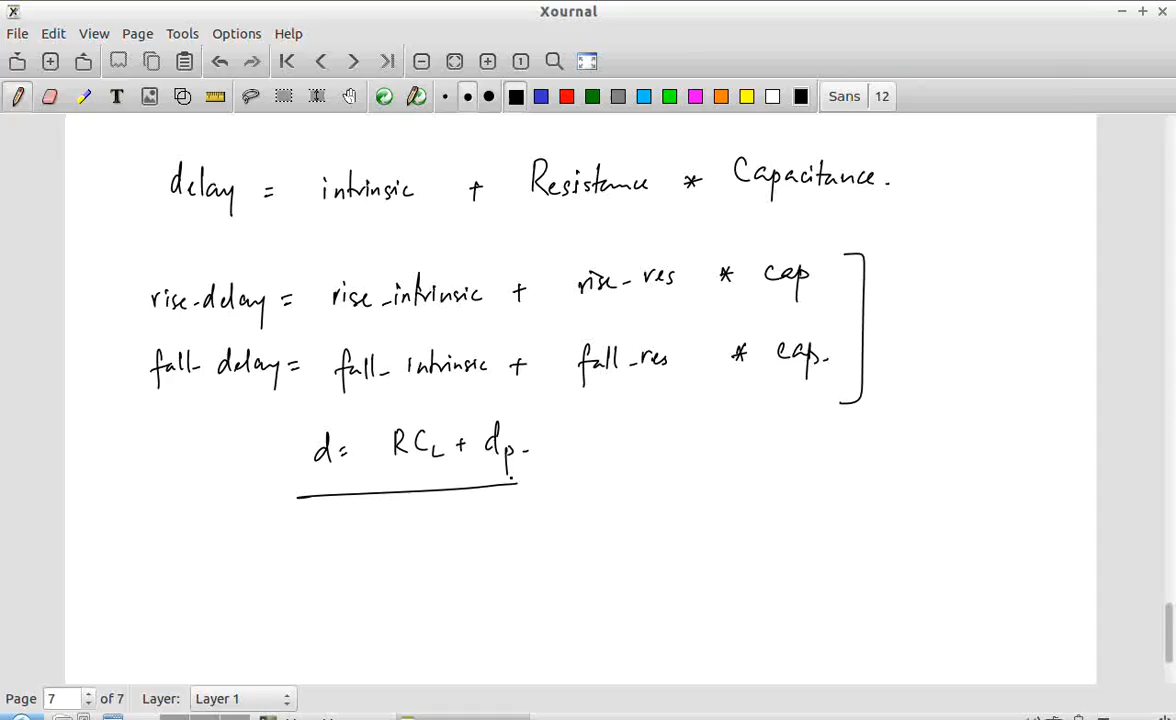 Xournal
File Edit View Page Tools Options Help
Sans 12
delay = intrinsic + Resistance * Capacitance.
rise-delay = rise-intrinsic + rise-res * cap
fall-delay = fall-intrinsic + fall-res * cap.
d = RC_L + d_p.
Page 7 of 7 Layer: Layer 1